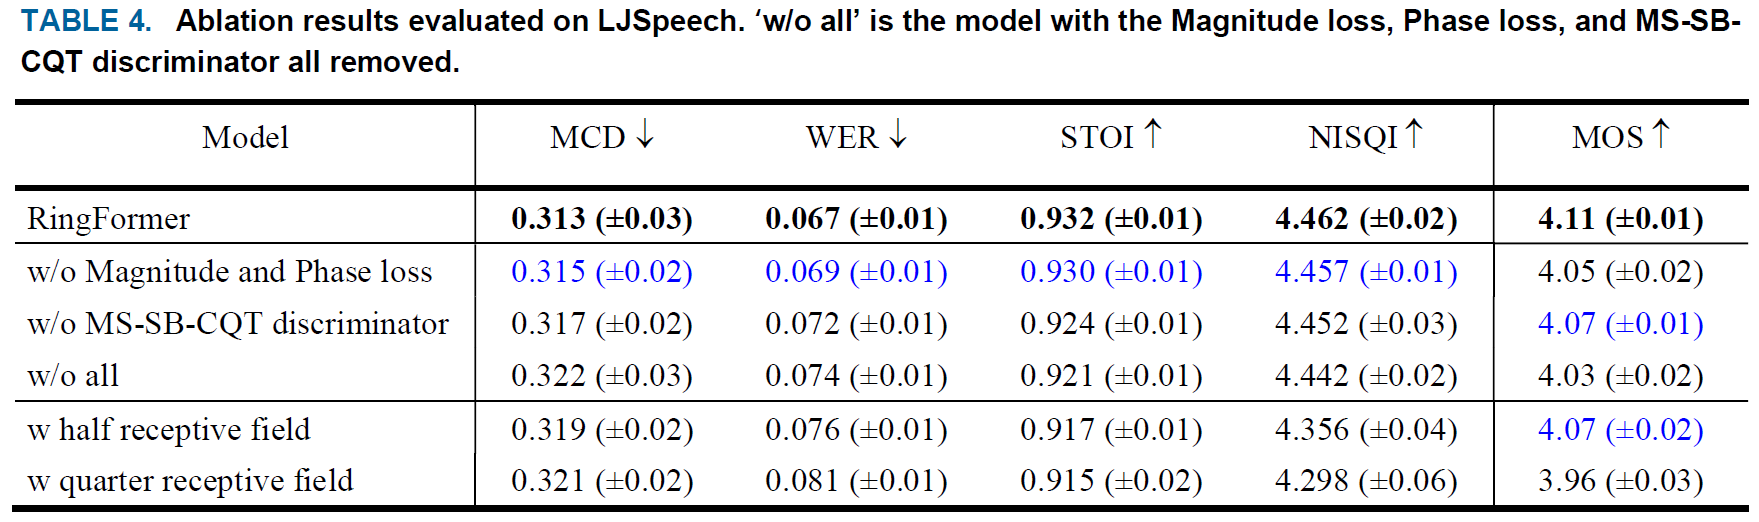 TABLE 4. Ablation results evaluated on LJSpeech. ‘w/o all’ is the model with the Magnitude loss, Phase loss, and MS-SB-
CQT discriminator all removed.
Model MCD ↓ WER ↓ STOI ↑ NISQI ↑ MOS ↑
RingFormer 0.313 (±0.03) 0.067 (±0.01) 0.932 (±0.01) 4.462 (±0.02) 4.11 (±0.01)
w/o Magnitude and Phase loss 0.315 (±0.02) 0.069 (±0.01) 0.930 (±0.01) 4.457 (±0.01) 4.05 (±0.02)
w/o MS-SB-CQT discriminator 0.317 (±0.02) 0.072 (±0.01) 0.924 (±0.01) 4.452 (±0.03) 4.07 (±0.01)
w/o all 0.322 (±0.03) 0.074 (±0.01) 0.921 (±0.01) 4.442 (±0.02) 4.03 (±0.02)
w half receptive field 0.319 (±0.02) 0.076 (±0.01) 0.917 (±0.01) 4.356 (±0.04) 4.07 (±0.02)
w quarter receptive field 0.321 (±0.02) 0.081 (±0.01) 0.915 (±0.02) 4.298 (±0.06) 3.96 (±0.03)